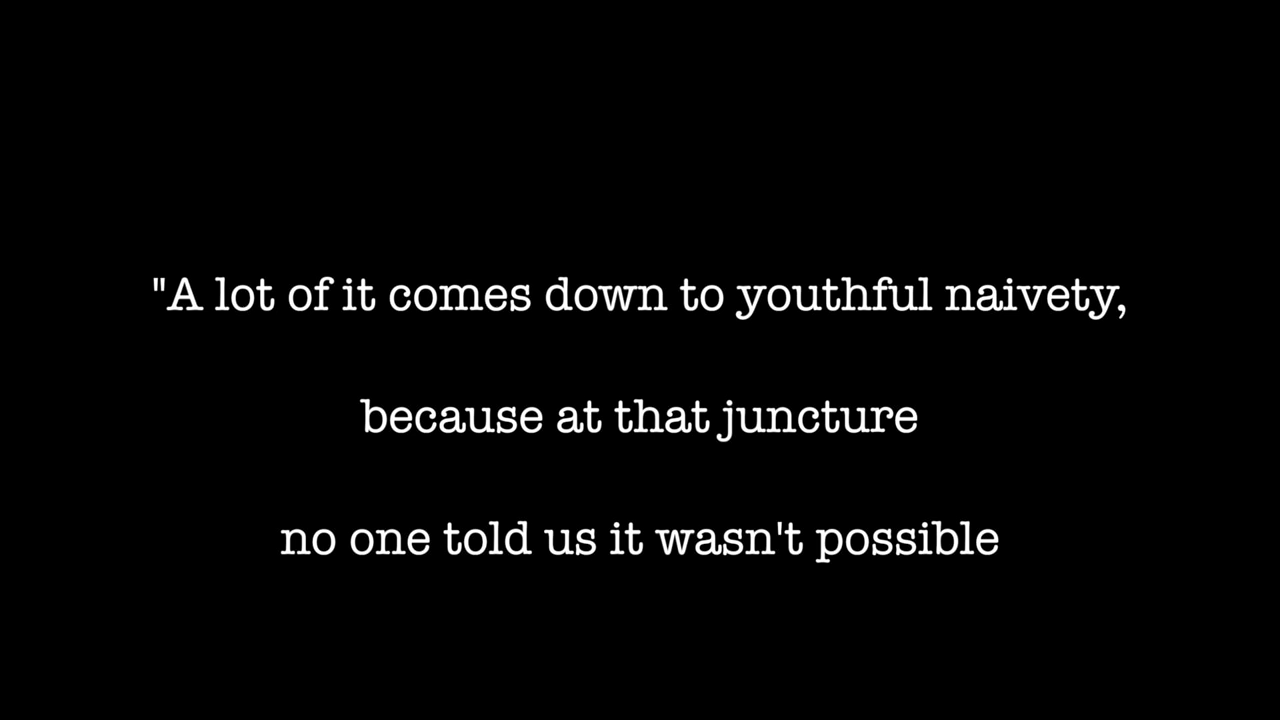 "A lot of it comes down to youthful naivety,
because at that juncture
no one told us it wasn't possible